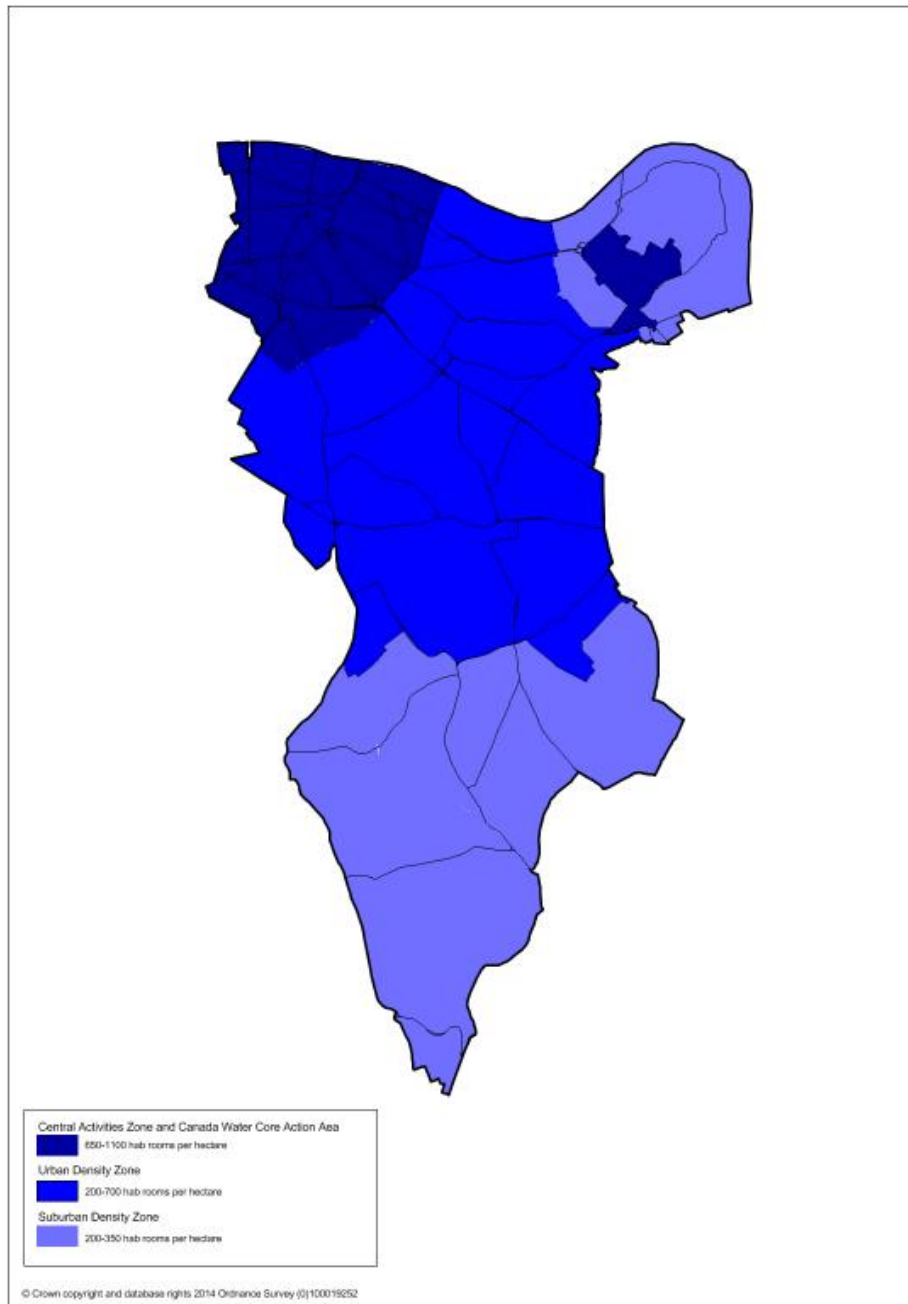 Central Activities Zone and Canada Water Core Action Aea
650-1100 hab rooms per hectare
Urban Density Zone
200-700 hab rooms per hectare
Suburban Density Zone
200-350 hab rooms per hectare
© Crown copyright and database rights 2014 Ordnance Survey (0)100019252